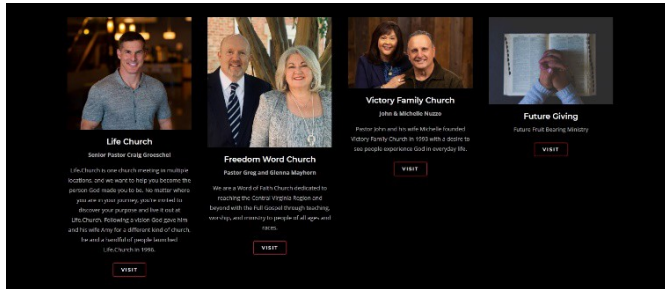 Life Church
Senior Pastor Craig Groeschel
Life.Church is one church meeting in multiple
locations, and we want to help you become the
person God made you to be. No matter where
you are in your journey, you're invited to
discover your purpose and live it out at
Life.Church. Following a vision God gave him
and his wife Amy for a different kind of church,
he and a handful of people launched
Life.Church in 1996.
VISIT
Freedom Word Church
Pastor Greg and Glenna Mayhorn
We are a Word of Faith Church dedicated to
reaching the Central Virginia Region and
beyond with the Full Gospel through teaching,
worship, and ministry to people of all ages and
races.
VISIT
Victory Family Church
John & Michelle Nuzzo
Pastor John and his wife Michelle founded
Victory Family Church in 1993 with a desire to
see people experience God in everyday life.
VISIT
Future Giving
Future Fruit Bearing Ministry
VISIT